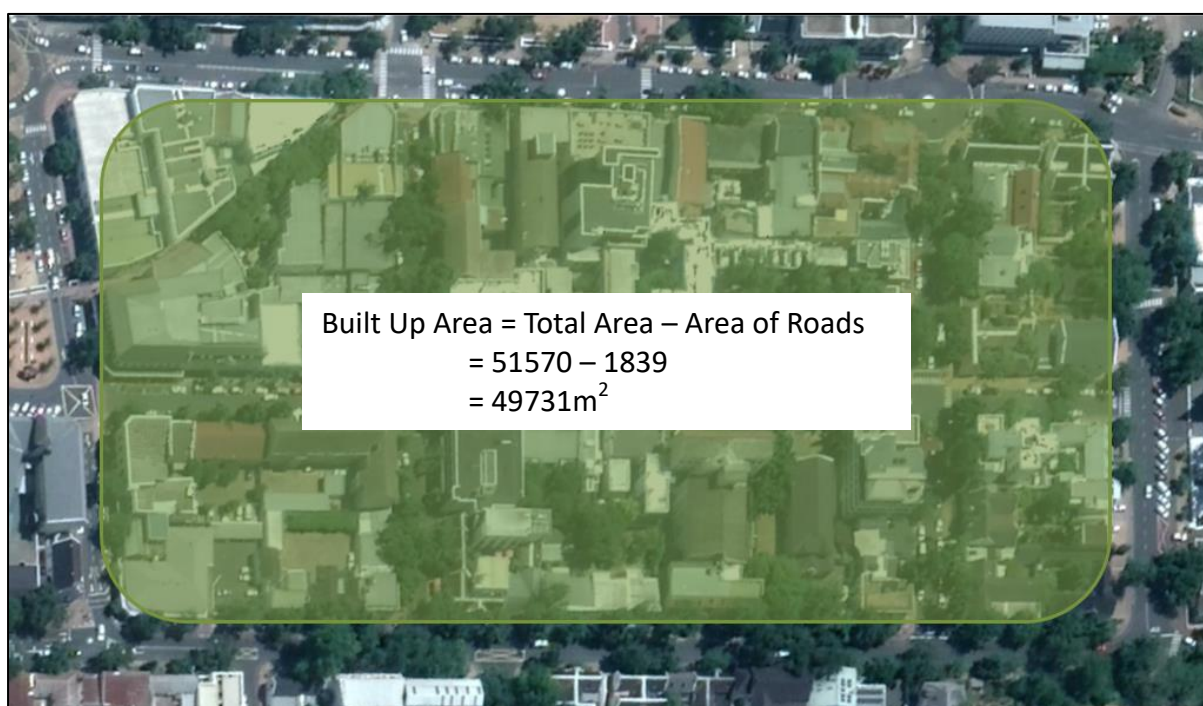 Built Up Area = Total Area – Area of Roads
= 51570 – 1839
= 49731m²